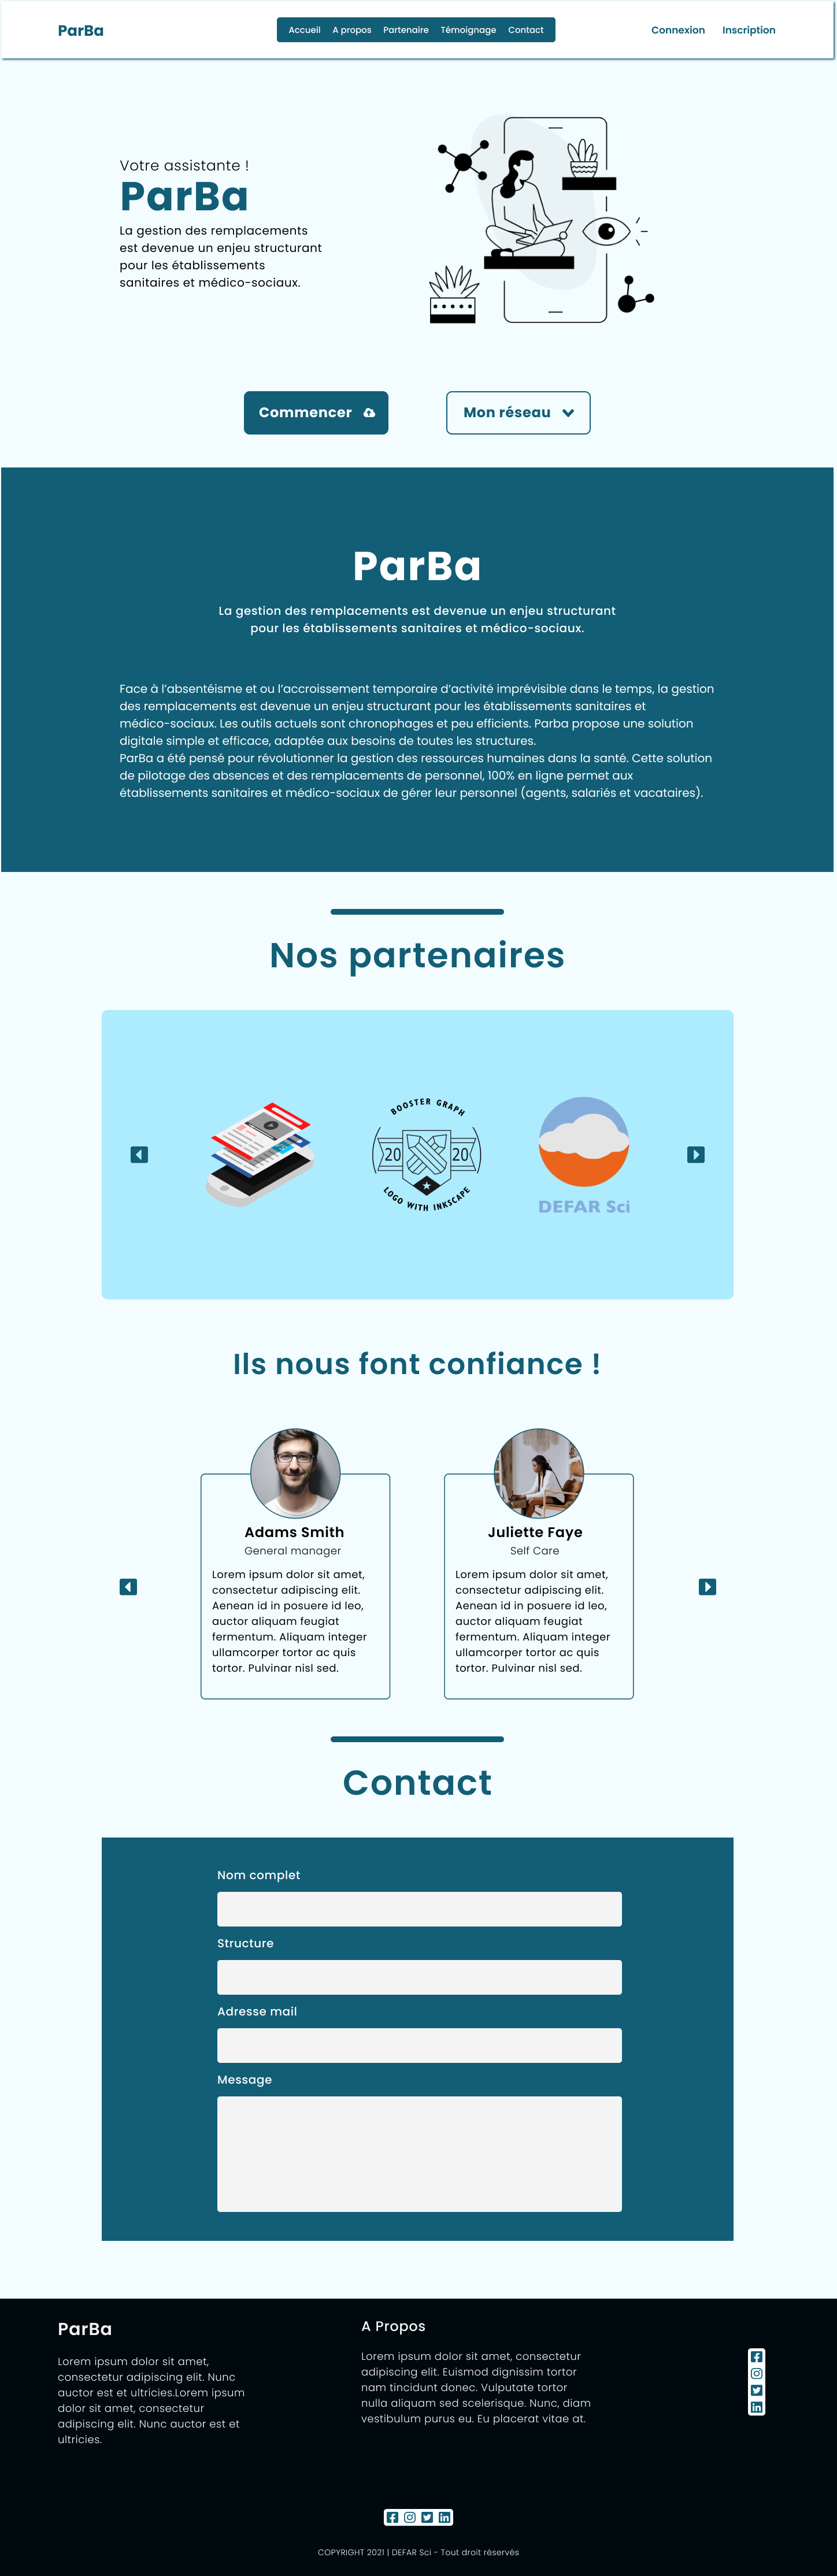 ParBa
Accueil A propos Partenaire Témoignage Contact
Connexion Inscription
Votre assistante !
ParBa
La gestion des remplacements
est devenue un enjeu structurant
pour les établissements
sanitaires et médico-sociaux.
Commencer
Mon réseau
ParBa
La gestion des remplacements est devenue un enjeu structurant
pour les établissements sanitaires et médico-sociaux.
Face à l'absentéisme et ou l'accroissement temporaire d'activité imprévisible dans le temps, la gestion
des remplacements est devenue un enjeu structurant pour les établissements sanitaires et
médico-sociaux. Les outils actuels sont chronophages et peu efficients. Parba propose une solution
digitale simple et efficace, adaptée aux besoins de toutes les structures.
ParBa a été pensé pour révolutionner la gestion des ressources humaines dans la santé. Cette solution
de pilotage des absences et des remplacements de personnel, 100% en ligne permet aux
établissements sanitaires et médico-sociaux de gérer leur personnel (agents, salariés et vacataires).
Nos partenaires
BOOSTER GRAPH
20 20
LOGO WITH INKSCAPE
DEFAR Sci
Ils nous font confiance !
Adams Smith
General manager
Lorem ipsum dolor sit amet,
consectetur adipiscing elit.
Aenean id in posuere id leo,
auctor aliquam feugiat
fermentum. Aliquam integer
ullamcorper tortor ac quis
tortor. Pulvinar nisl sed.
Juliette Faye
Self Care
Lorem ipsum dolor sit amet,
consectetur adipiscing elit.
Aenean id in posuere id leo,
auctor aliquam feugiat
fermentum. Aliquam integer
ullamcorper tortor ac quis
tortor. Pulvinar nisl sed.
Contact
Nom complet
Structure
Adresse mail
Message
ParBa
Lorem ipsum dolor sit amet,
consectetur adipiscing elit. Nunc
auctor est et ultricies.Lorem ipsum
dolor sit amet, consectetur
adipiscing elit. Nunc auctor est et
ultricies.
A Propos
Lorem ipsum dolor sit amet, consectetur
adipiscing elit. Euismod dignissim tortor
nam tincidunt donec. Vulputate tortor
nulla aliquam sed scelerisque. Nunc, diam
vestibulum purus eu. Eu placerat vitae at.
COPYRIGHT 2021 | DEFAR Sci - Tout droit réservés